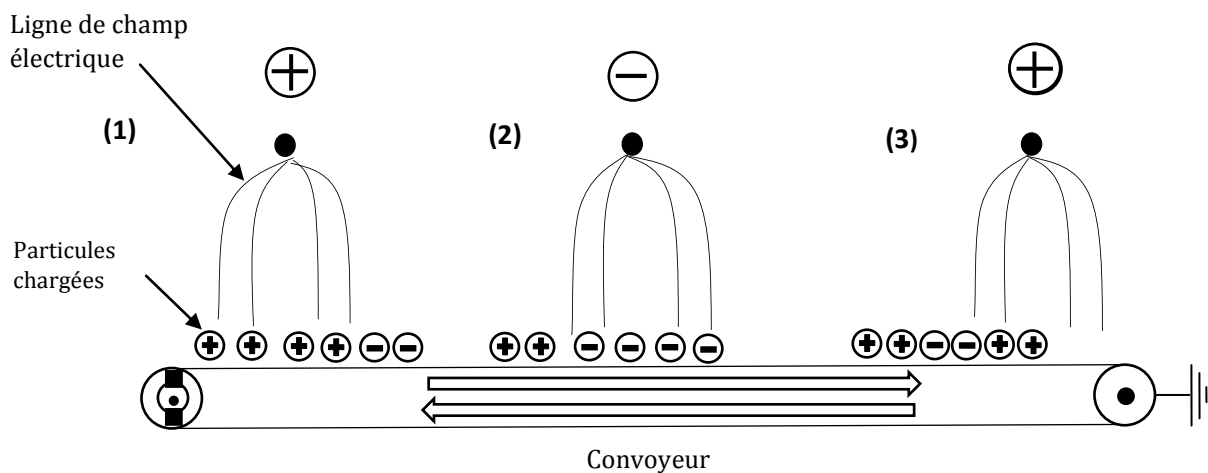 Ligne de champ
électrique
(1)
(2)
(3)
Particules
chargées
Convoyeur